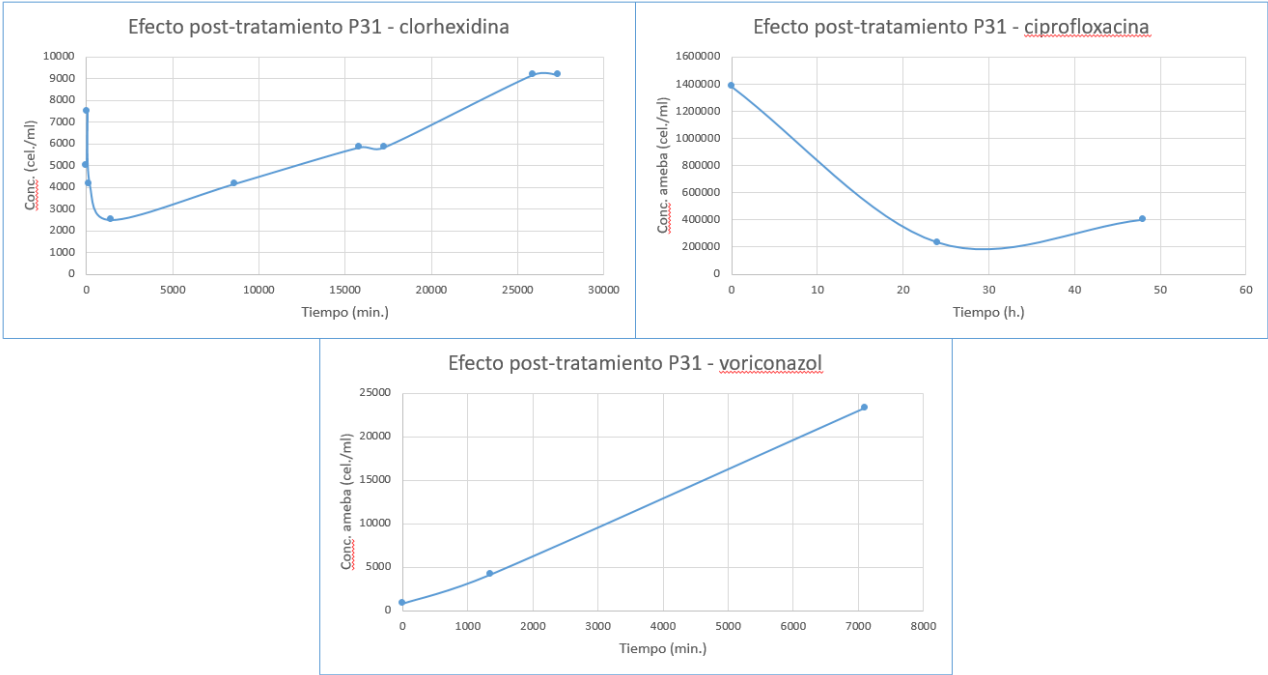 Efecto post-tratamiento P31 - clorhexidina
Conc. (cel./ml)
10000
9000
8000
7000
6000
5000
4000
3000
2000
1000
0
0 5000 10000 15000 20000 25000 30000
Tiempo (min.)
Efecto post-tratamiento P31 - ciprofloxacina
Conc. ameba (cel./ml)
1600000
1400000
1200000
1000000
800000
600000
400000
200000
0
0 10 20 30 40 50 60
Tiempo (h.)
Efecto post-tratamiento P31 - voriconazol
Conc. ameba (cel./ml)
25000
20000
15000
10000
5000
0
0 1000 2000 3000 4000 5000 6000 7000 8000
Tiempo (min.)